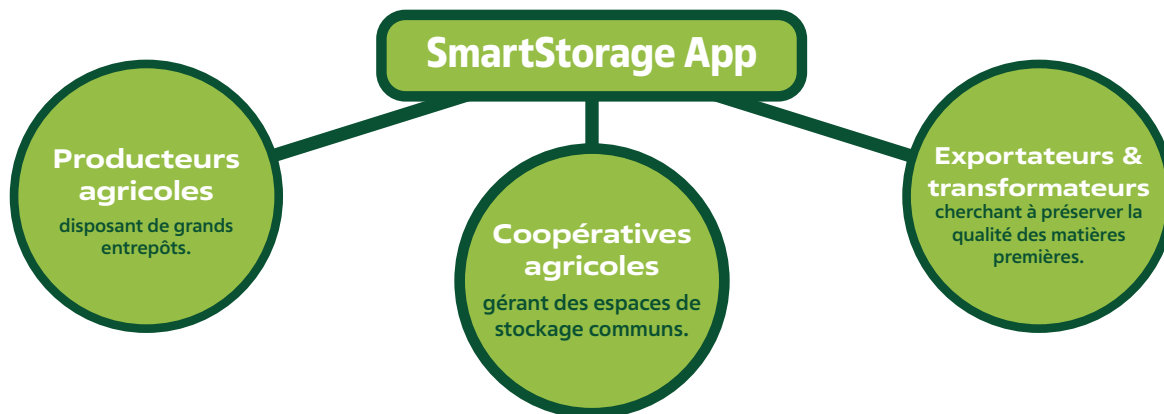 SmartStorage App
Producteurs
agricoles
disposant de grands
entrepôts.
Coopératives
agricoles
gérant des espaces de
stockage communs.
Exportateurs &
transformateurs
cherchant à préserver la
qualité des matières
premières.